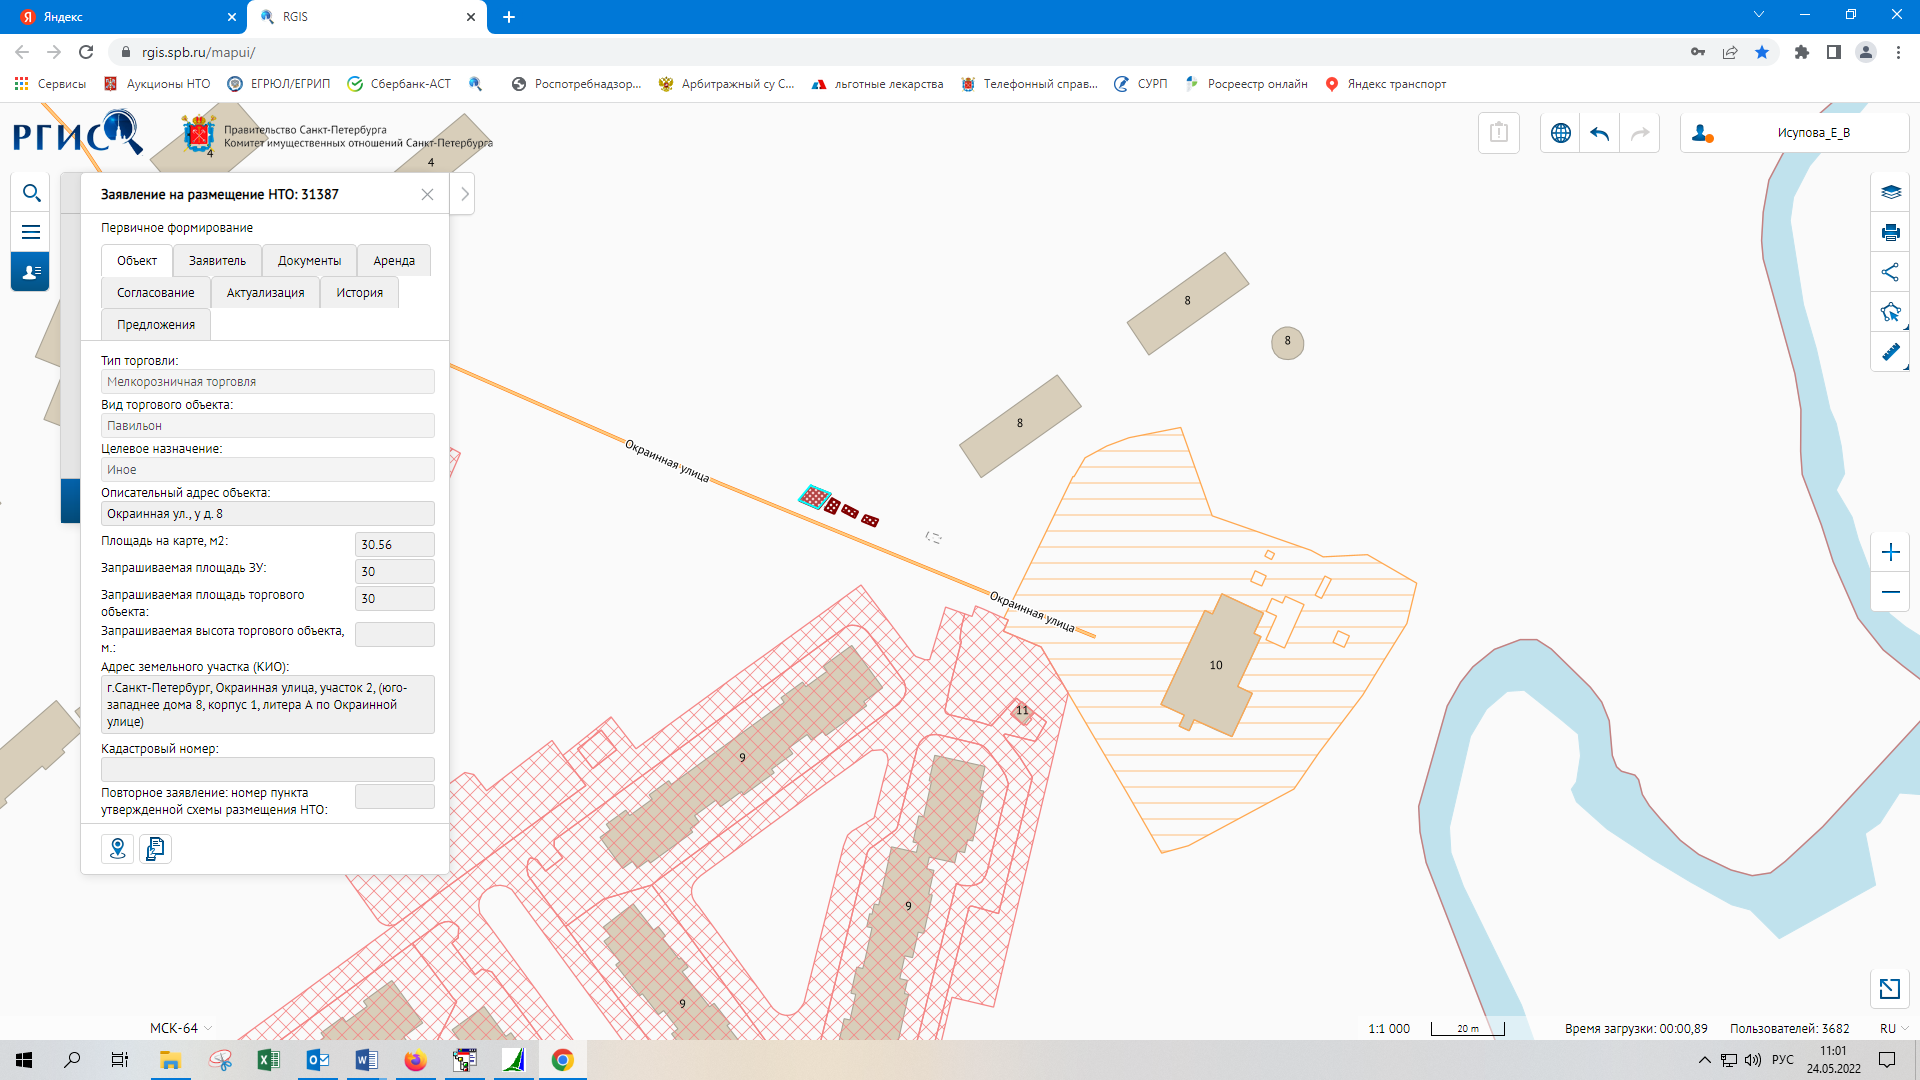 Яндекс
RGIS
rgis.spb.ru/mapui/
Сервисы
Аукционы НТО
ЕГРЮЛ/ЕГРИП
Сбербанк-АСТ
Роспотребнадзор...
Арбитражный су С...
льготные лекарства
Телефонный справ...
СУРП
Росреестр онлайн
Яндекс транспорт
РГИС
Правительство Санкт-Петербурга
Комитет имущественных отношений Санкт-Петербурга
Исупова_Е_В
4
4
Заявление на размещение НТО: 31387
Первичное формирование
Объект
Заявитель
Документы
Аренда
Согласование
Актуализация
История
Предложения
Тип торговли:
Мелкорозничная торговля
Вид торгового объекта:
Павильон
Целевое назначение:
Иное
Описательный адрес объекта:
Окраинная ул., у д. 8
Площадь на карте, м2:
30.56
Запрашиваемая площадь ЗУ:
30
Запрашиваемая площадь торгового
объекта:
30
Запрашиваемая высота торгового объекта,
м.:
Адрес земельного участка (КИО):
г.Санкт-Петербург, Окраинная улица, участок 2, (юго-
западнее дома 8, корпус 1, литера А по Окраинной
улице)
Кадастровый номер:
Повторное заявление: номер пункта
утвержденной схемы размещения НТО:
8
8
8
Окраинная улица
Окраинная улица
10
11
9
9
9
МСК-64
1:1 000
20 m
Время загрузки: 00:00,89
Пользователей: 3682
RU
РУС
11:01
24.05.2022